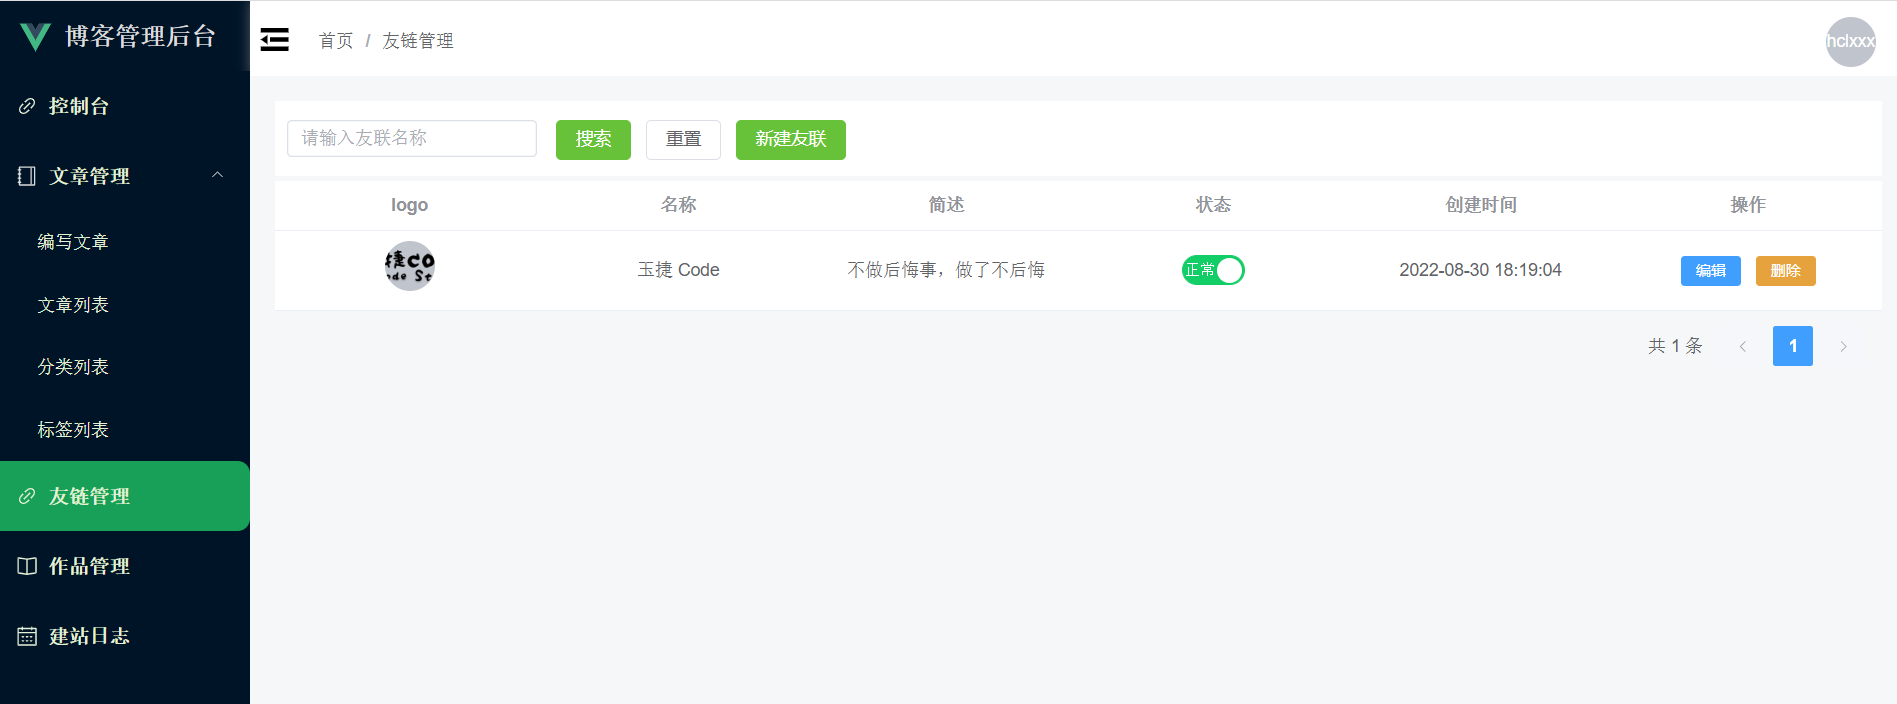 博客管理后台
控制台
文章管理
编写文章
文章列表
分类列表
标签列表
友链管理
作品管理
建站日志
首页 / 友链管理
hclxxx
请输入友联名称 搜索 重置 新建友联
logo 名称 简述 状态 创建时间 操作
捷CO
de St
玉捷 Code 不做后悔事，做了不后悔 正常 2022-08-30 18:19:04 编辑 删除
共 1 条 1